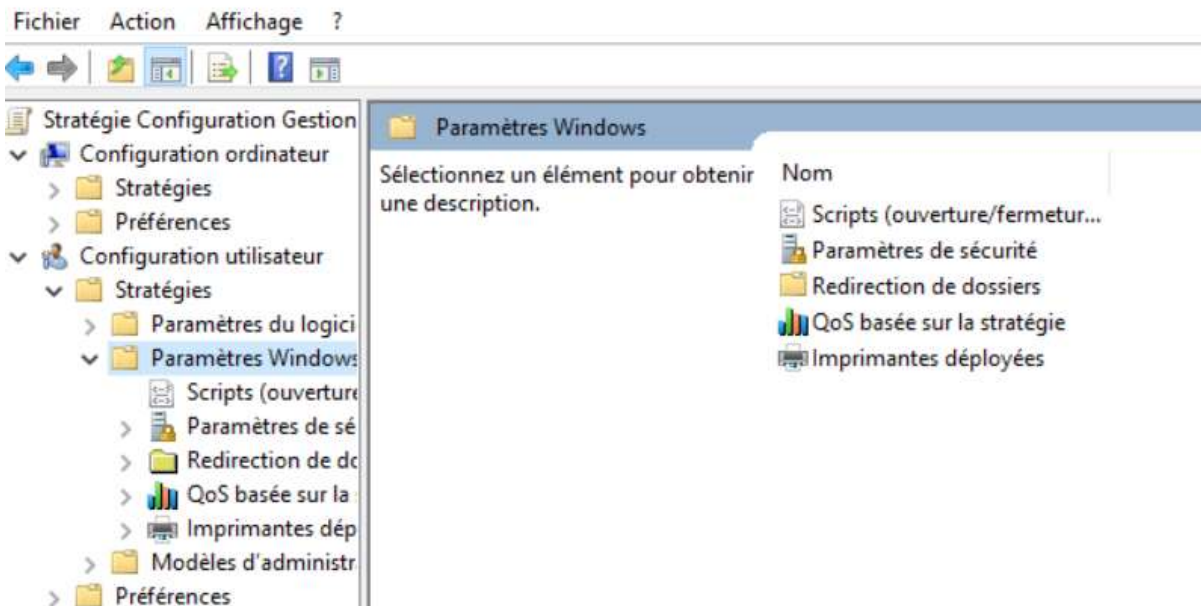 Fichier Action Affichage ?
Stratégie Configuration Gestion
Configuration ordinateur
Stratégies
Préférences
Configuration utilisateur
Stratégies
Paramètres du logici
Paramètres Windows
Scripts (ouverture
Paramètres de sé
Redirection de do
QoS basée sur la
Imprimantes dép
Modèles d'administr
Préférences
Paramètres Windows
Sélectionnez un élément pour obtenir
une description.
Nom
Scripts (ouverture/fermetur...
Paramètres de sécurité
Redirection de dossiers
QoS basée sur la stratégie
Imprimantes déployées